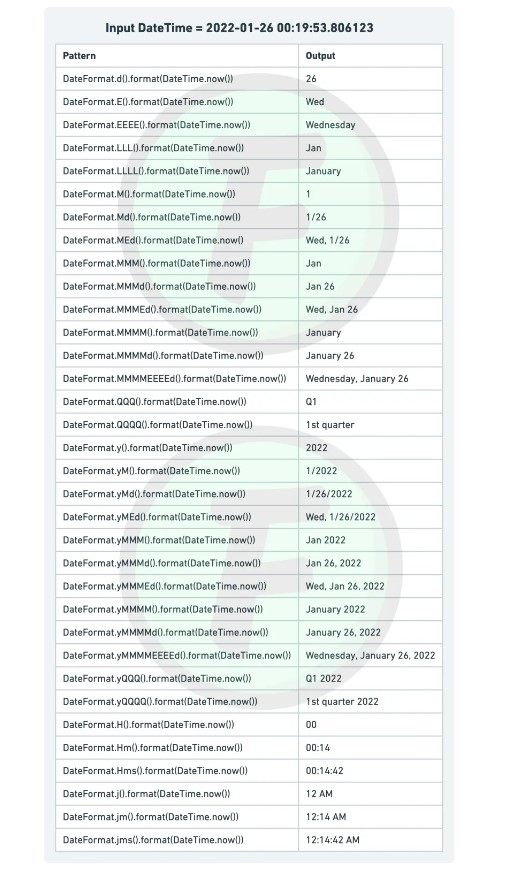 Input DateTime = 2022-01-26 00:19:53.806123
Pattern Output
DateFormat.d().format(DateTime.now()) 26
DateFormat.E().format(DateTime.now()) Wed
DateFormat.EEEE().format(DateTime.now()) Wednesday
DateFormat.LLL().format(DateTime.now()) Jan
DateFormat.LLLL().format(DateTime.now()) January
DateFormat.M().format(DateTime.now()) 1
DateFormat.Md().format(DateTime.now()) 1/26
DateFormat.MEd().format(DateTime.now() Wed, 1/26
DateFormat.MMM().format(DateTime.now()) Jan
DateFormat.MMMd().format(DateTime.now()) Jan 26
DateFormat.MMMEd().format(DateTime.now()) Wed, Jan 26
DateFormat.MMMM().format(DateTime.now()) January
DateFormat.MMMMd().format(DateTime.now()) January 26
DateFormat.MMMMEEEEd().format(DateTime.now()) Wednesday, January 26
DateFormat.QQQ().format(DateTime.now()) Q1
DateFormat.QQQQ().format(DateTime.now()) 1st quarter
DateFormat.y().format(DateTime.now()) 2022
DateFormat.yM().format(DateTime.now()) 1/2022
DateFormat.yMd().format(DateTime.now()) 1/26/2022
DateFormat.yMEd().format(DateTime.now()) Wed, 1/26/2022
DateFormat.yMMM().format(DateTime.now()) Jan 2022
DateFormat.yMMMd().format(DateTime.now()) Jan 26, 2022
DateFormat.yMMMEd().format(DateTime.now()) Wed, Jan 26, 2022
DateFormat.yMMMM().format(DateTime.now()) January 2022
DateFormat.yMMMMd().format(DateTime.now()) January 26, 2022
DateFormat.yMMMMEEEEd().format(DateTime.now()) Wednesday, January 26, 2022
DateFormat.yQQQ().format(DateTime.now()) Q1 2022
DateFormat.yQQQQ().format(DateTime.now()) 1st quarter 2022
DateFormat.H().format(DateTime.now()) 00
DateFormat.Hm().format(DateTime.now()) 00:14
DateFormat.Hms().format(DateTime.now()) 00:14:42
DateFormat.j().format(DateTime.now()) 12 AM
DateFormat.jm().format(DateTime.now()) 12:14 AM
DateFormat.jms().format(DateTime.now()) 12:14:42 AM